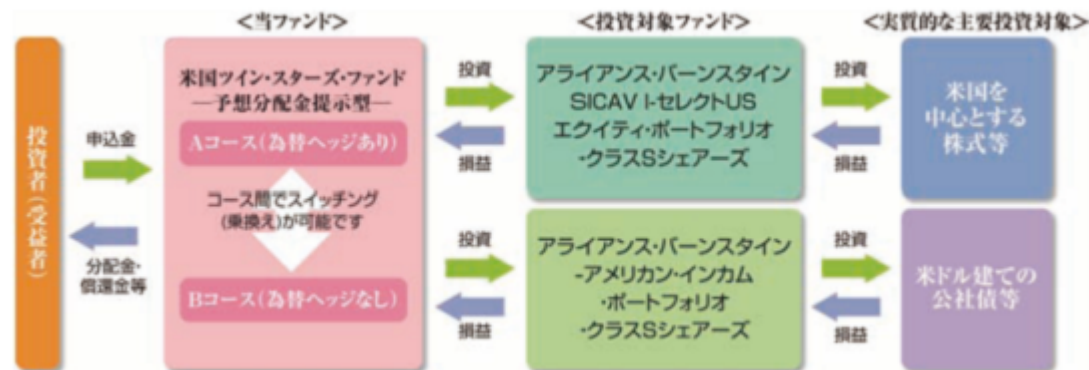 <当ファンド>
<投資対象ファンド>
<実質的な主要投資対象>
投資者(受益者)
申込金
分配金・
償還金等
米国ツイン・スターズ・ファンド
―予想分配金提示型―
Aコース(為替ヘッジあり)
コース間でスイッチング
(乗換え)が可能です
Bコース(為替ヘッジなし)
投資
損益
投資
損益
アライアンス・バーンスタイン
SICAV I-セレクトUS
エクイティ・ポートフォリオ
・クラスSシェアーズ
アライアンス・バーンスタイン
-アメリカン・インカム
・ポートフォリオ
・クラスSシェアーズ
投資
損益
投資
損益
米国を
中心とする
株式等
米ドル建ての
公社債等